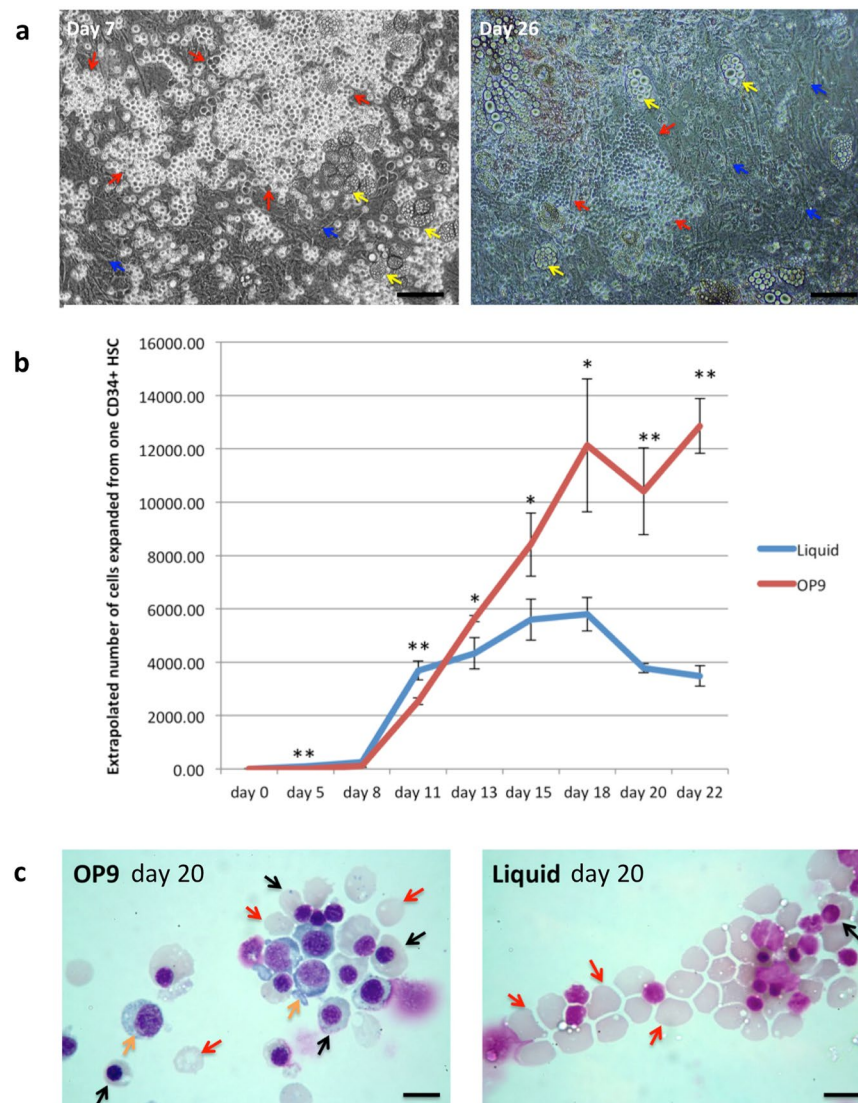 a
Day 7
Day 26
b
Extrapolated number of cells expanded from one CD34+ HSC
16000.00
14000.00
12000.00
10000.00
8000.00
6000.00
4000.00
2000.00
0.00
**
**
*
*
*
**
**
day 0 day 5 day 8 day 11 day 13 day 15 day 18 day 20 day 22
Liquid
OP9
c
OP9 day 20
Liquid day 20